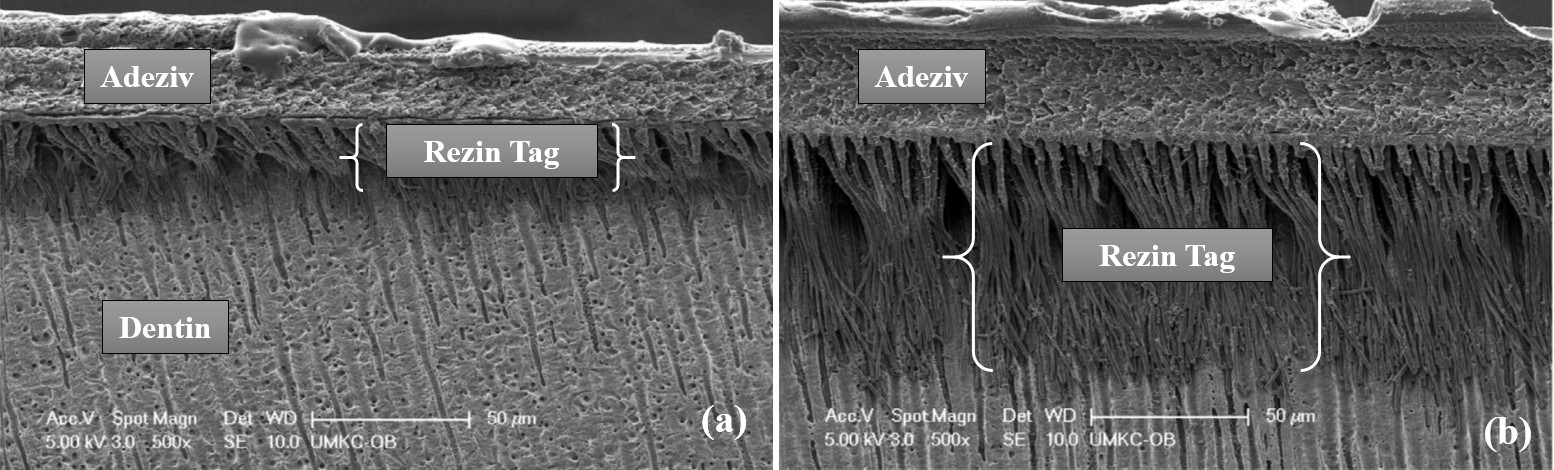 Adeziv
Rezin Tag
Dentin
Acc.V Spot Magn Det WD 50 µm
5.00 kV 3.0 500x SE 10.0 UMKC-OB
(a)
Adeziv
Rezin Tag
Acc.V Spot Magn Det WD 50 µm
5.00 kV 3.0 500x SE 10.0 UMKC-OB
(b)